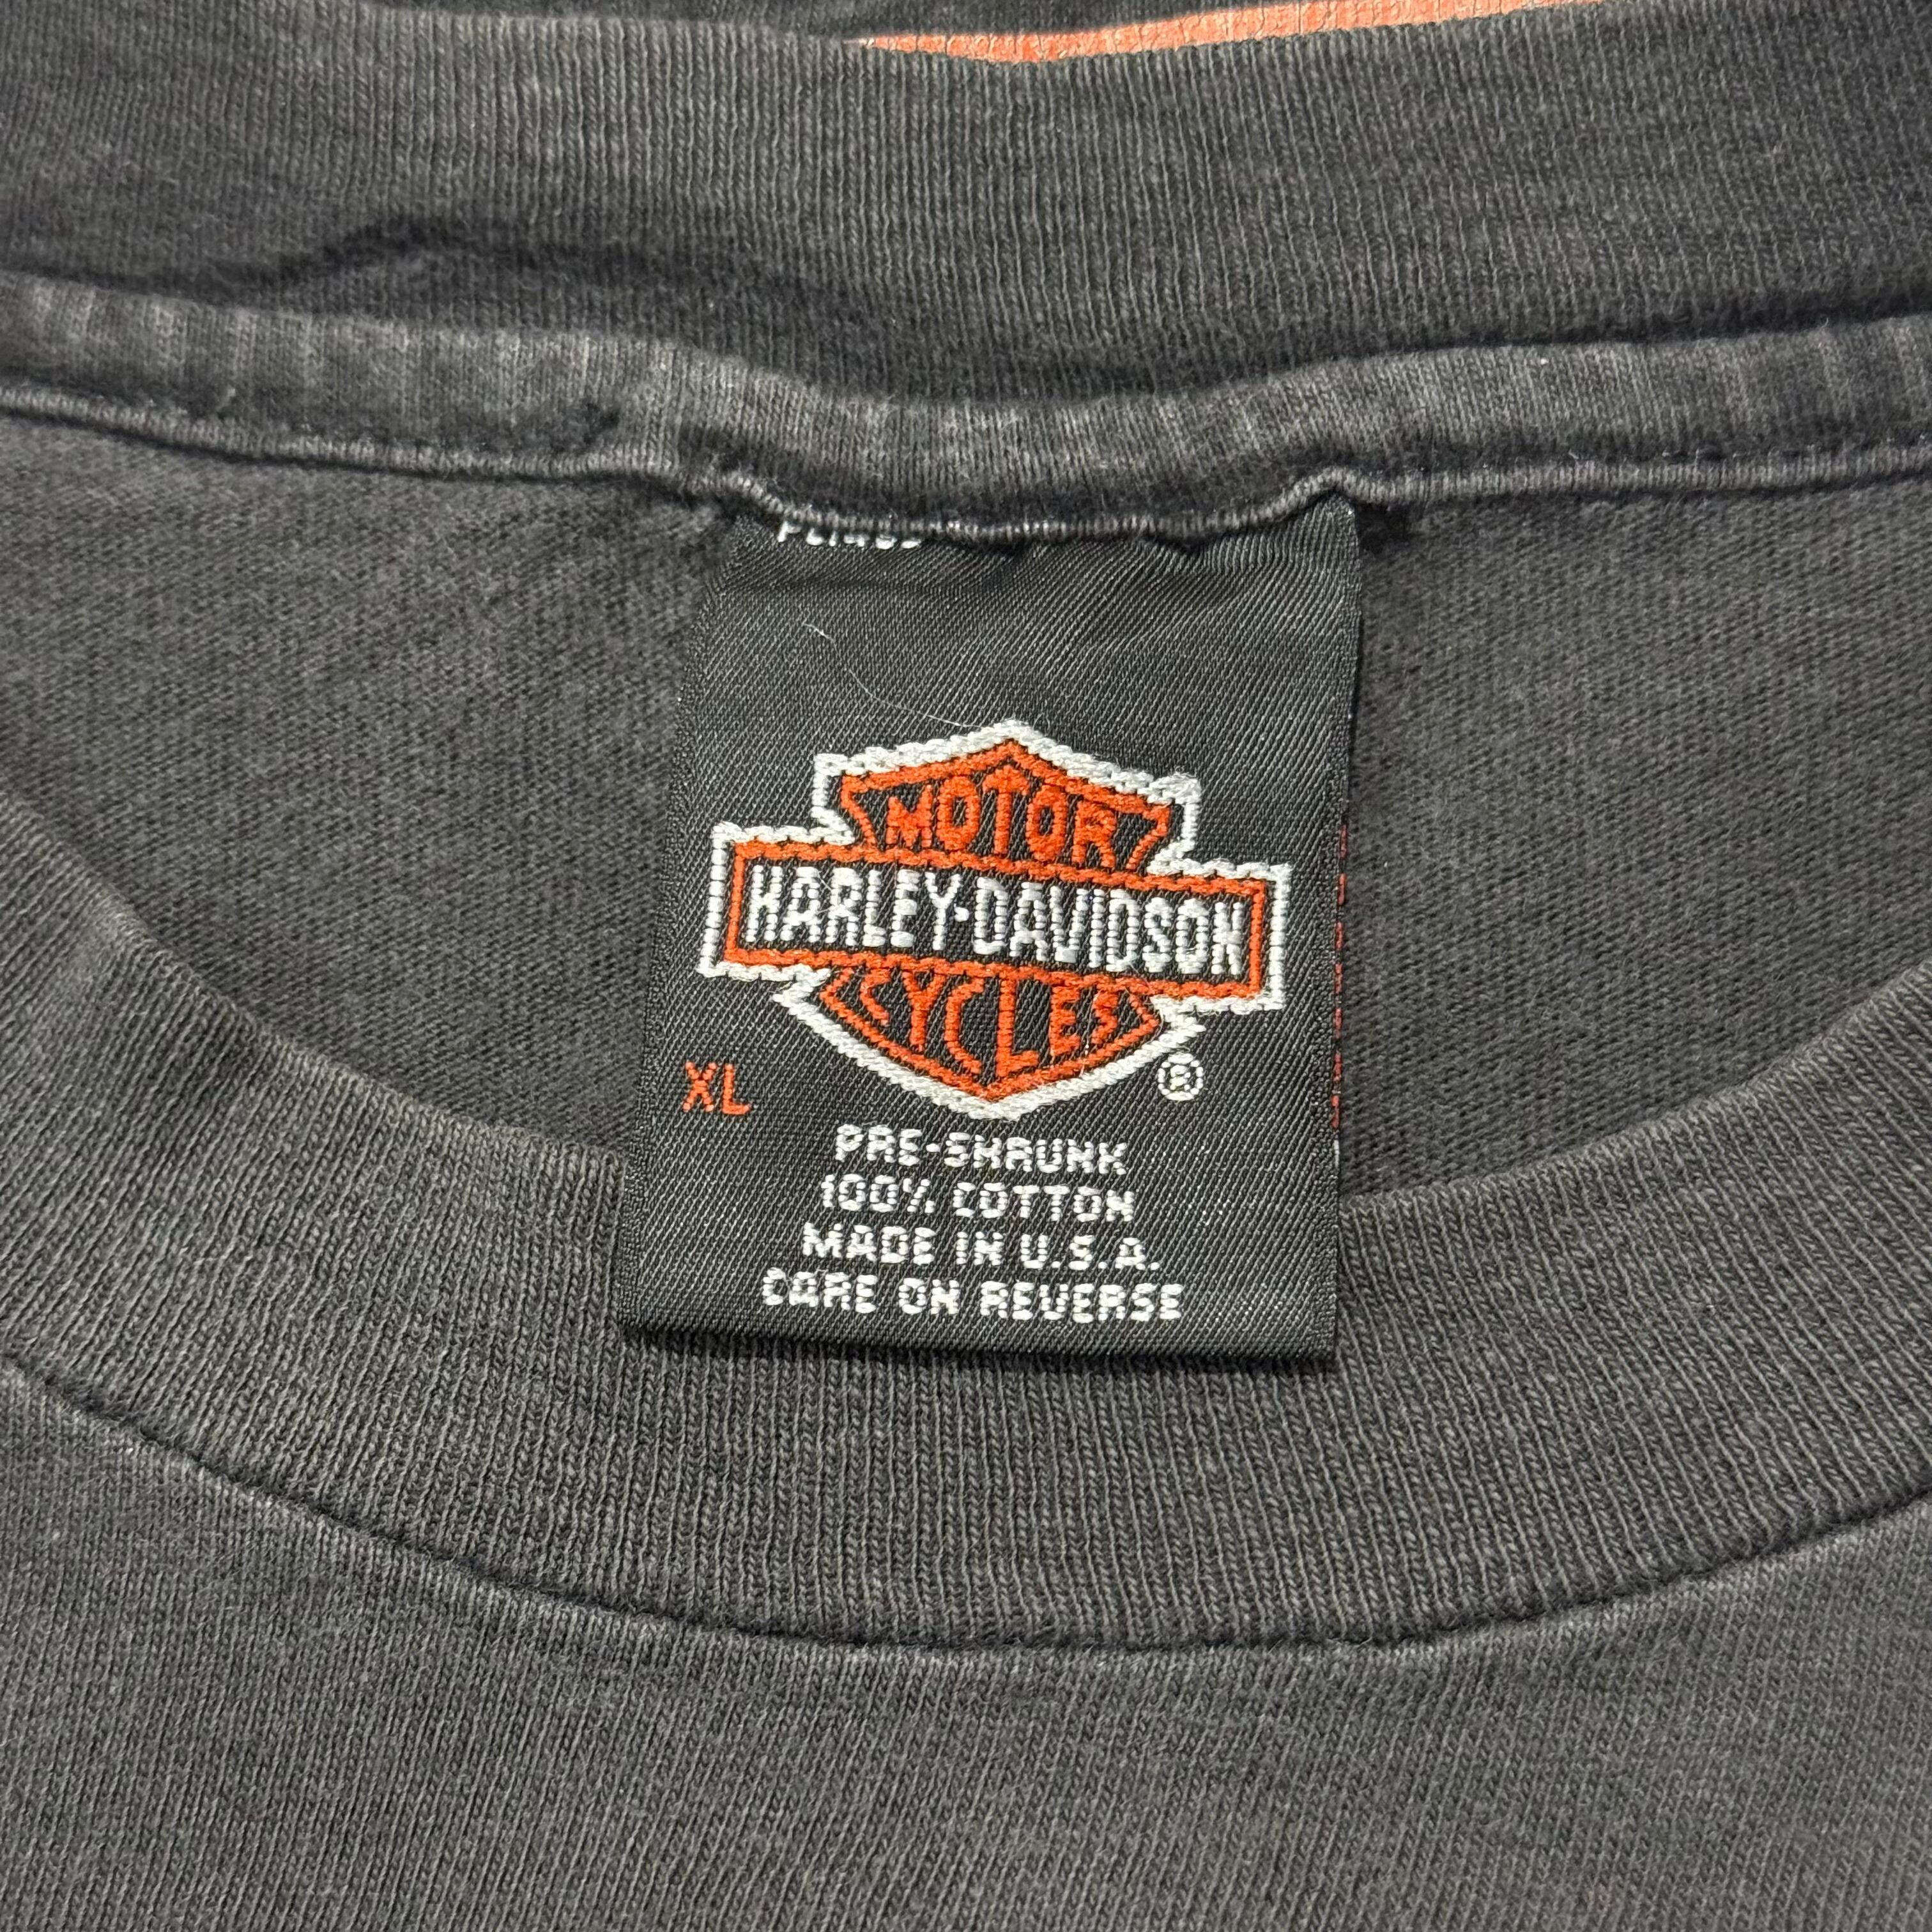 MOTOR
HARLEY-DAVIDSON
CYCLES
®
XL
PRE-SHRUNK
100% COTTON
MADE IN U.S.A.
CARE ON REVERSE